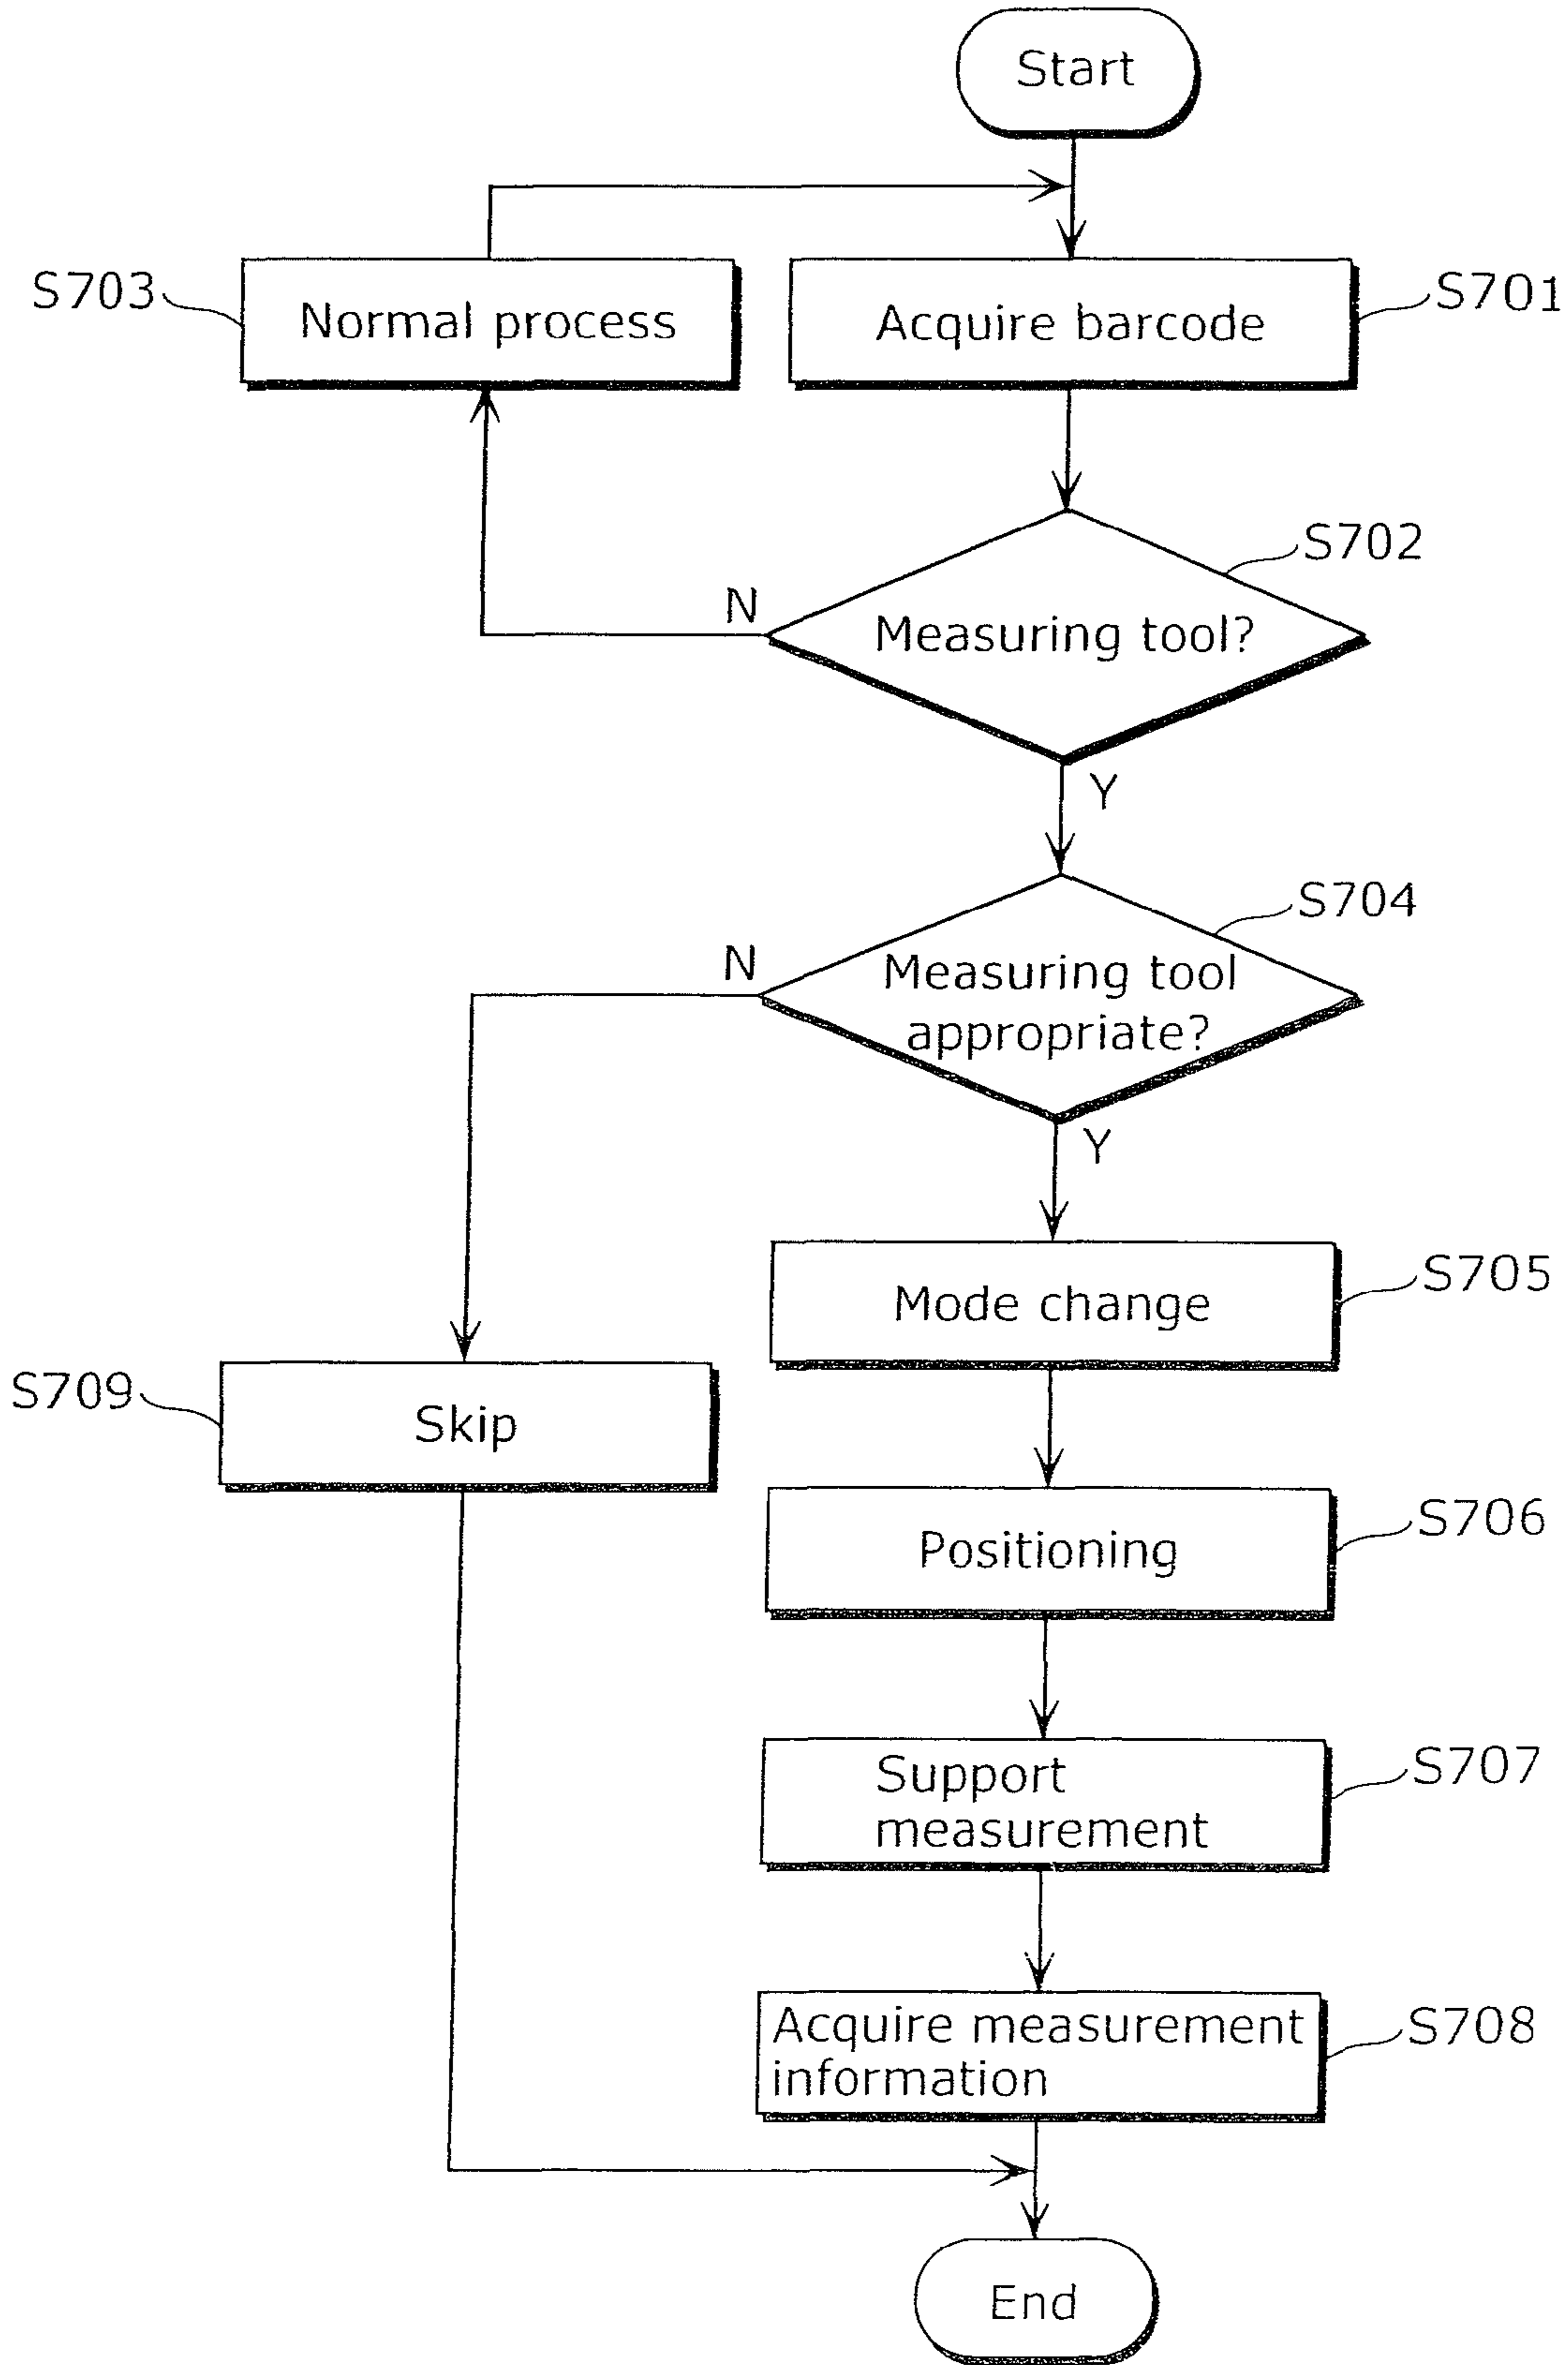 Start
S703
Normal process
Acquire barcode
S701
S702
N
Measuring tool?
Y
S704
N
Measuring tool
appropriate?
Y
S705
Mode change
S709
Skip
S706
Positioning
S707
Support
measurement
S708
Acquire measurement
information
End